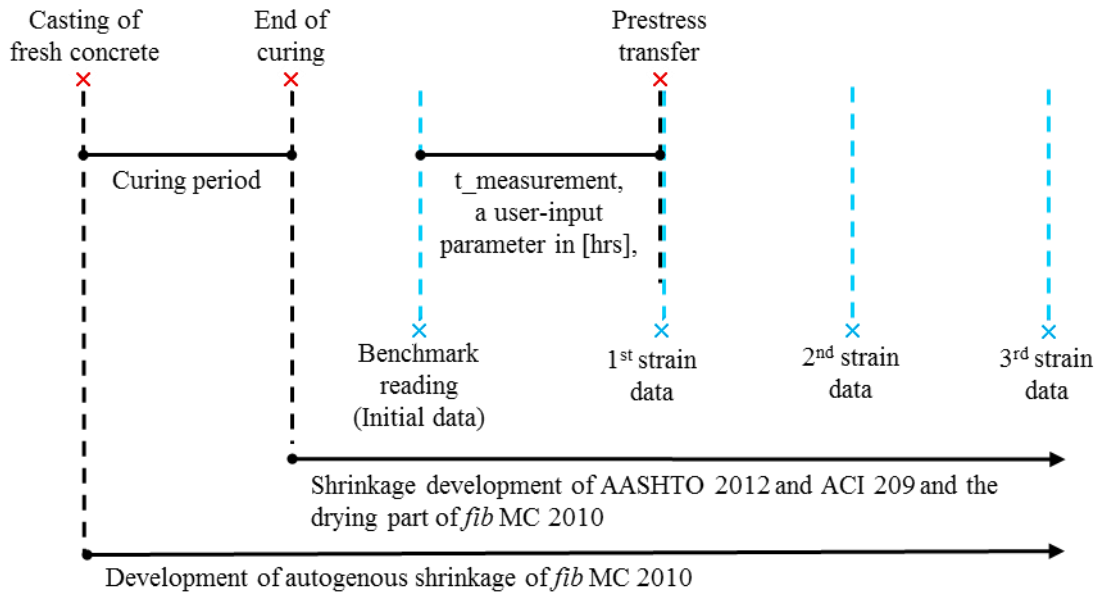 Casting of
fresh concrete
End of
curing
Prestress
transfer
Curing period
t_measurement,
a user-input
parameter in [hrs],
Benchmark
reading
(Initial data)
1st strain
data
2nd strain
data
3rd strain
data
Shrinkage development of AASHTO 2012 and ACI 209 and the
drying part of fib MC 2010
Development of autogenous shrinkage of fib MC 2010